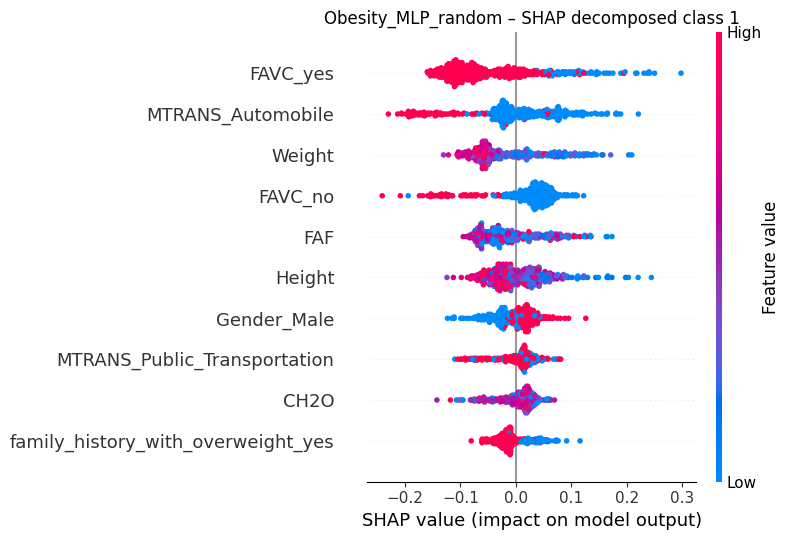 Obesity_MLP_random – SHAP decomposed class 1
High
FAVC_yes
MTRANS_Automobile
Weight
FAVC_no
FAF
Height
Gender_Male
MTRANS_Public_Transportation
CH2O
family_history_with_overweight_yes
Feature value
Low
−0.2 −0.1 0.0 0.1 0.2 0.3
SHAP value (impact on model output)